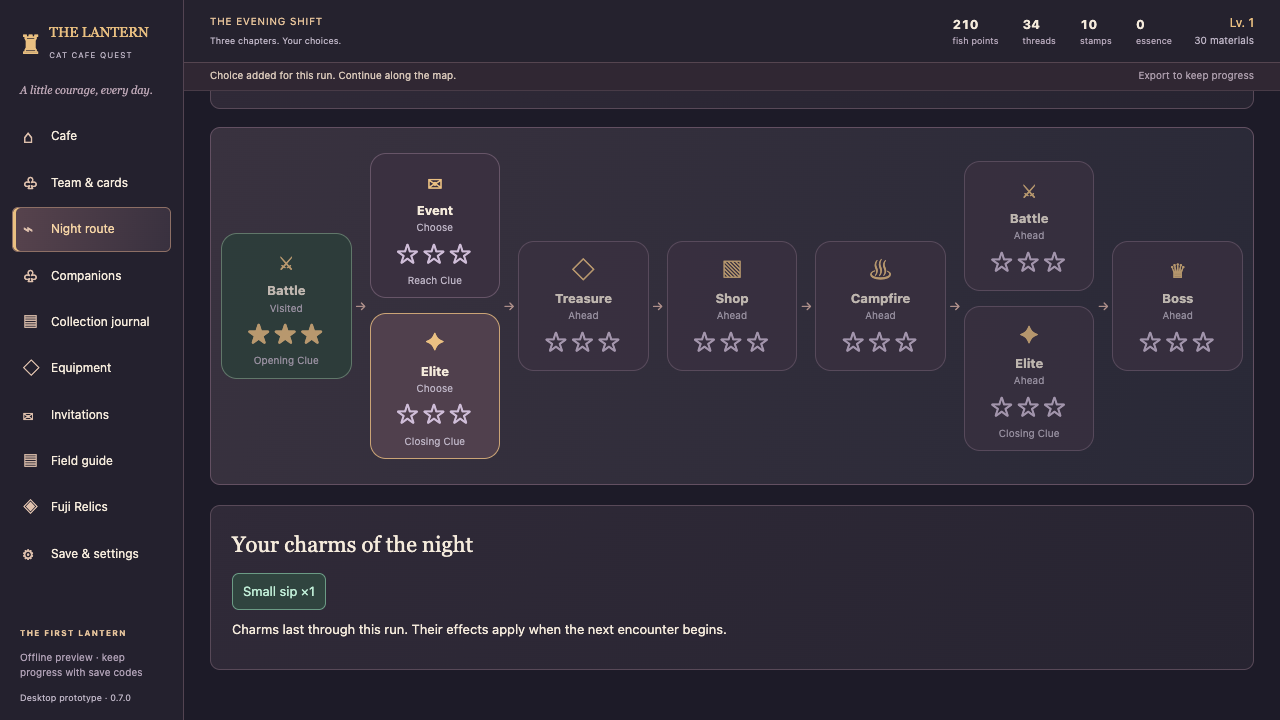 THE LANTERN
CAT CAFE QUEST
A little courage, every day.
Cafe
Team & cards
Night route
Companions
Collection journal
Equipment
Invitations
Field guide
Fuji Relics
Save & settings
THE FIRST LANTERN
Offline preview · keep
progress with save codes
Desktop prototype · 0.7.0
THE EVENING SHIFT
Three chapters. Your choices.
210
fish points
34
threads
10
stamps
0
essence
Lv. 1
30 materials
Choice added for this run. Continue along the map.
Export to keep progress
Battle
Visited
Opening Clue
Event
Choose
Reach Clue
Elite
Choose
Closing Clue
Treasure
Ahead
Shop
Ahead
Campfire
Ahead
Battle
Ahead
Elite
Ahead
Closing Clue
Boss
Ahead
Your charms of the night
Small sip ×1
Charms last through this run. Their effects apply when the next encounter begins.